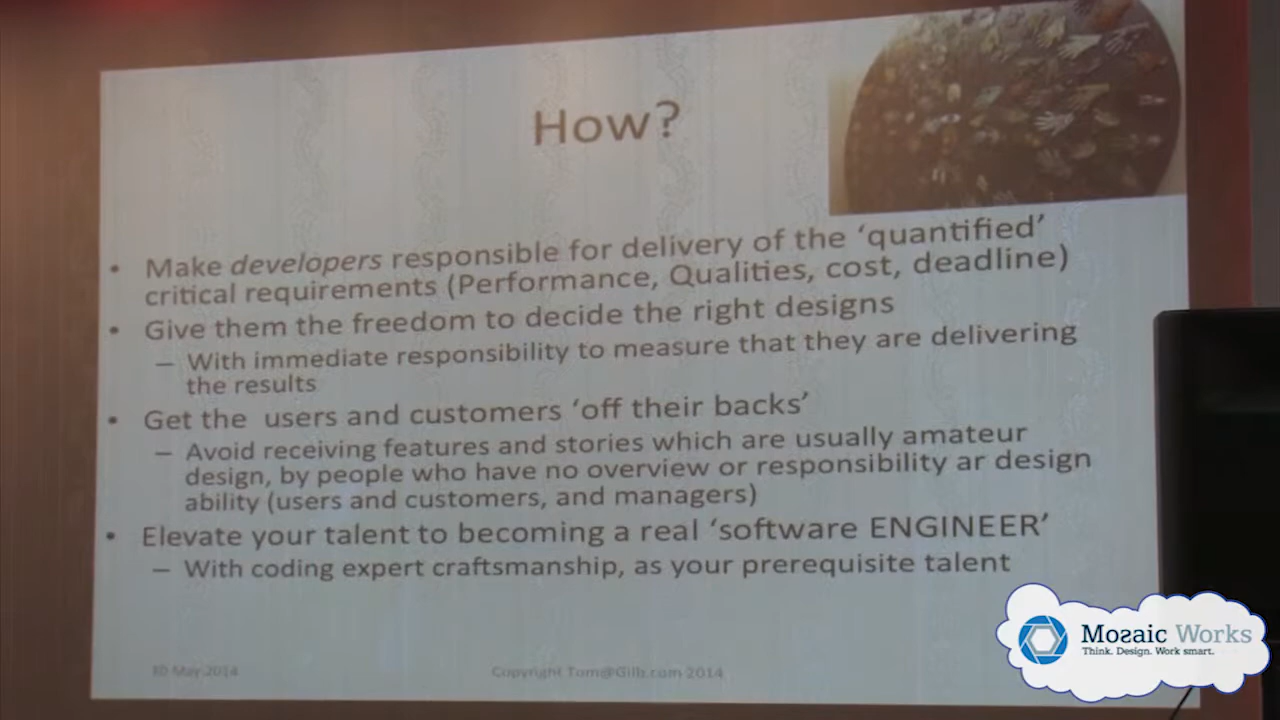 How?
• Make developers responsible for delivery of the ‘quantified’
critical requirements (Performance, Qualities, cost, deadline)
• Give them the freedom to decide the right designs
– With immediate responsibility to measure that they are delivering
the results
• Get the users and customers ‘off their backs’
– Avoid receiving features and stories which are usually amateur
design, by people who have no overview or responsibility ar design
ability (users and customers, and managers)
• Elevate your talent to becoming a real ‘software ENGINEER’
– With coding expert craftsmanship, as your prerequisite talent
May 2014
Copyright Tom@Gilb.com 2014
Mozaic Works
Think. Design. Work smart.